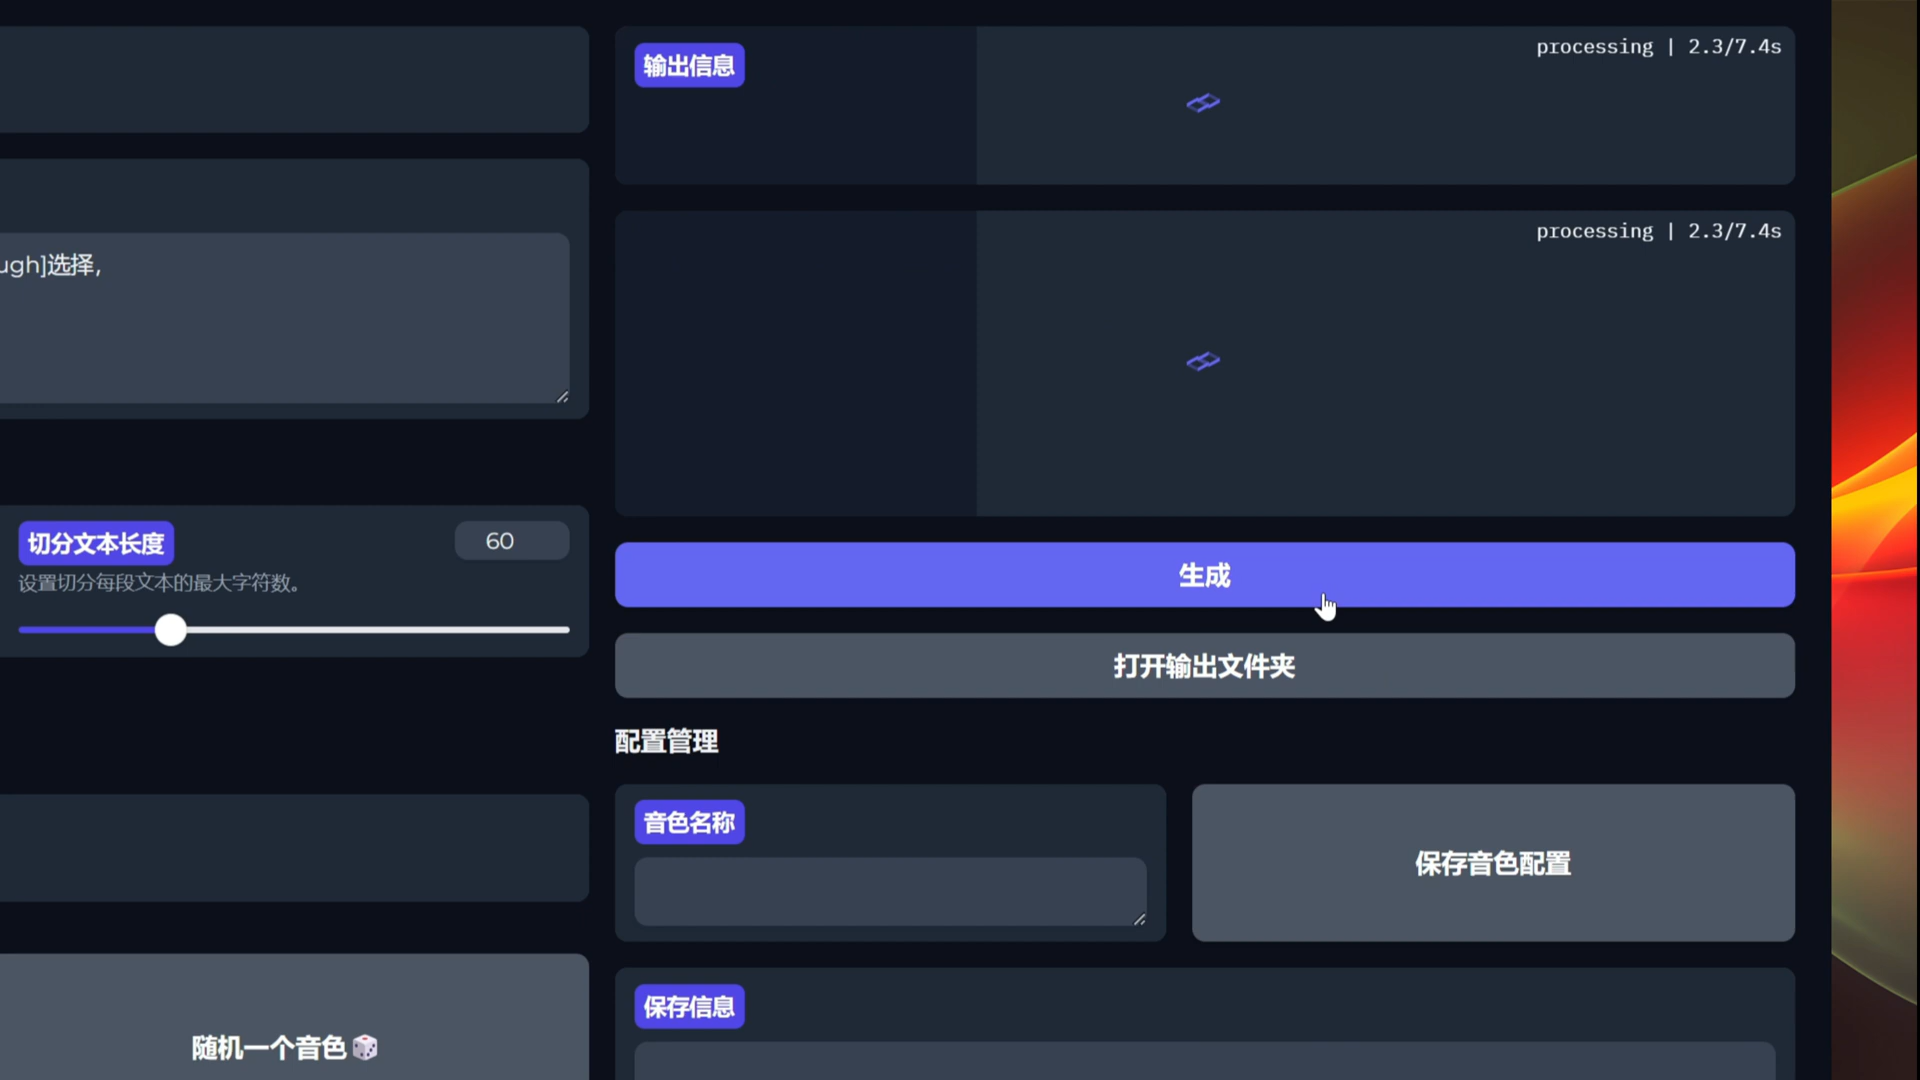 输出信息
processing | 2.3/7.4s
ugh]选择,
processing | 2.3/7.4s
切分文本长度
60
设置切分每段文本的最大字符数。
生成
打开输出文件夹
配置管理
音色名称
保存音色配置
保存信息
随机一个音色